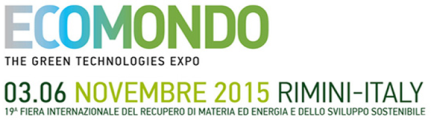 ECOMONDO
THE GREEN TECHNOLOGIES EXPO
03.06 NOVEMBRE 2015 RIMINI-ITALY
19ª FIERA INTERNAZIONALE DEL RECUPERO DI MATERIA ED ENERGIA E DELLO SVILUPPO SOSTENIBILE